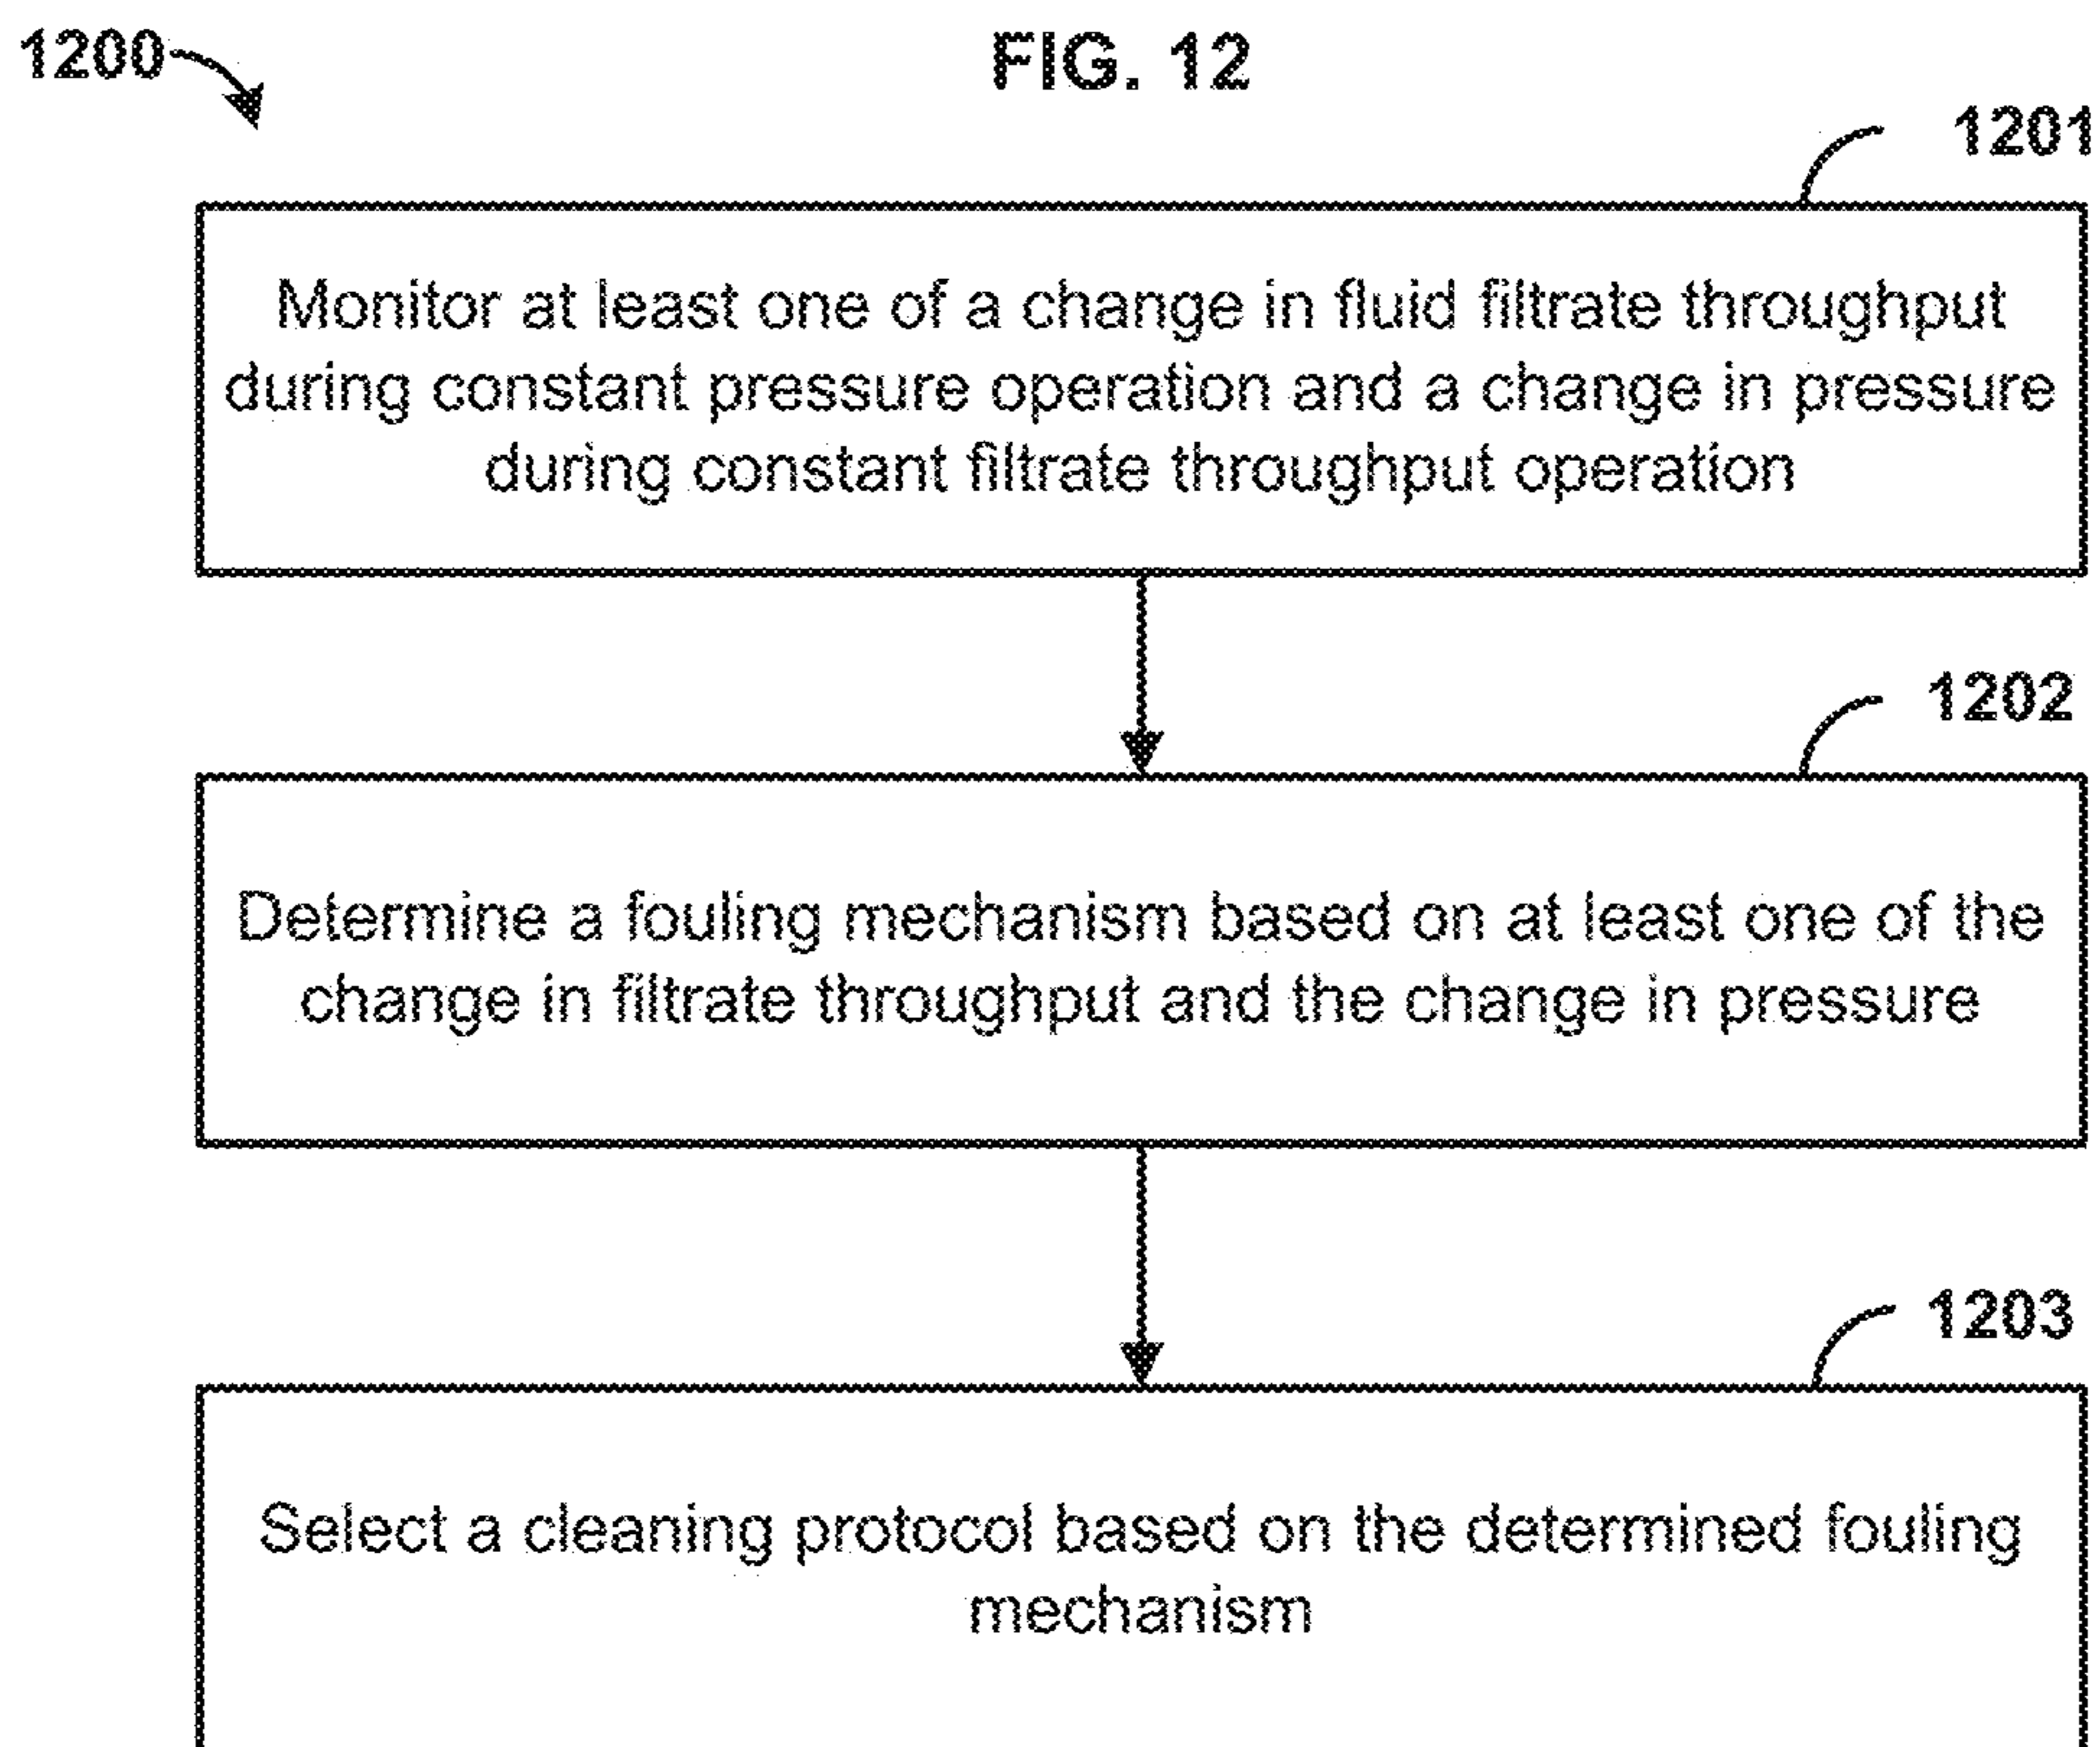 1200
FIG. 12
1201
Monitor at least one of a change in fluid filtrate throughput
during constant pressure operation and a change in pressure
during constant filtrate throughput operation
1202
Determine a fouling mechanism based on at least one of the
change in filtrate throughput and the change in pressure
1203
Select a cleaning protocol based on the determined fouling
mechanism